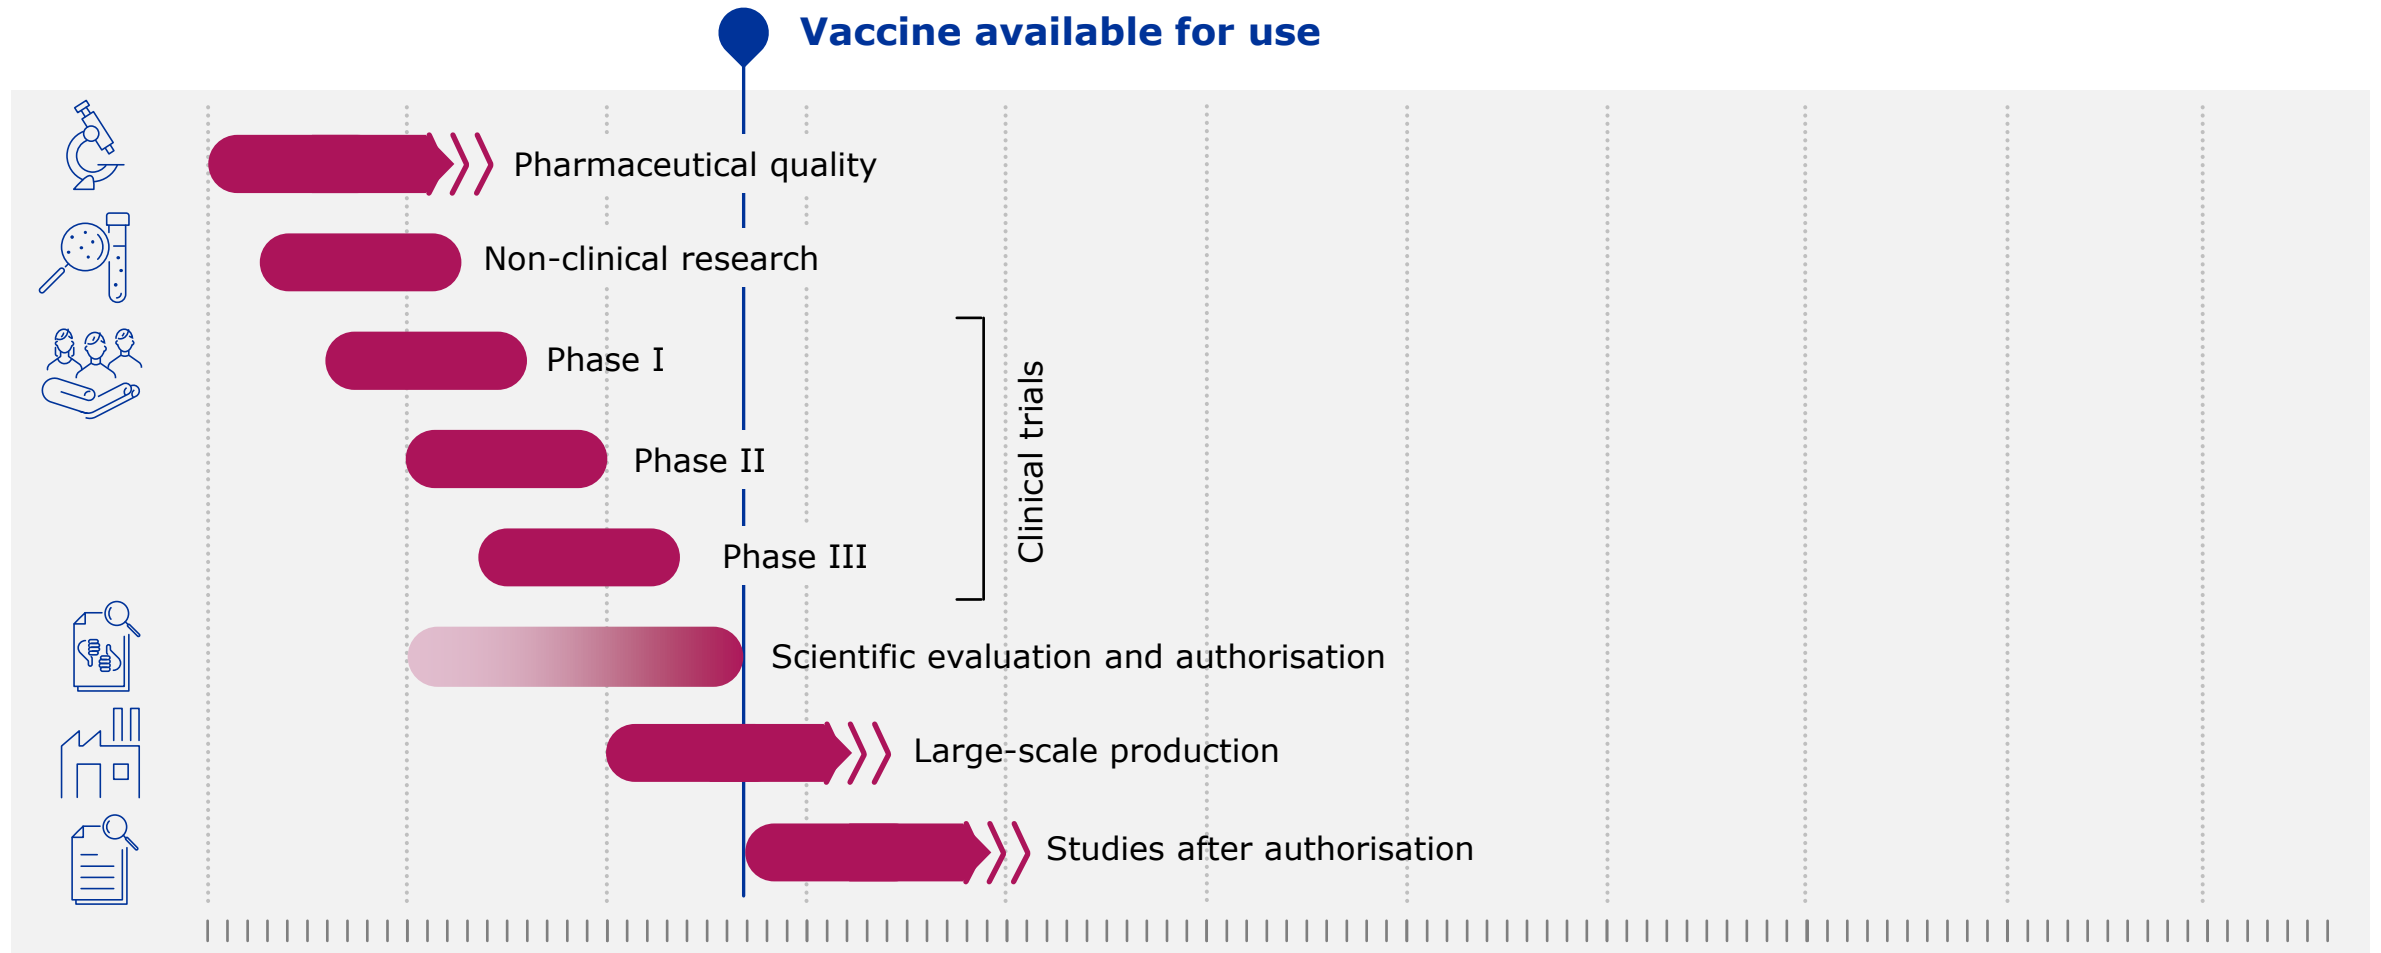 Vaccine available for use
Pharmaceutical quality
Non-clinical research
Phase I
Phase II
Phase III
Clinical trials
Scientific evaluation and authorisation
Large-scale production
Studies after authorisation